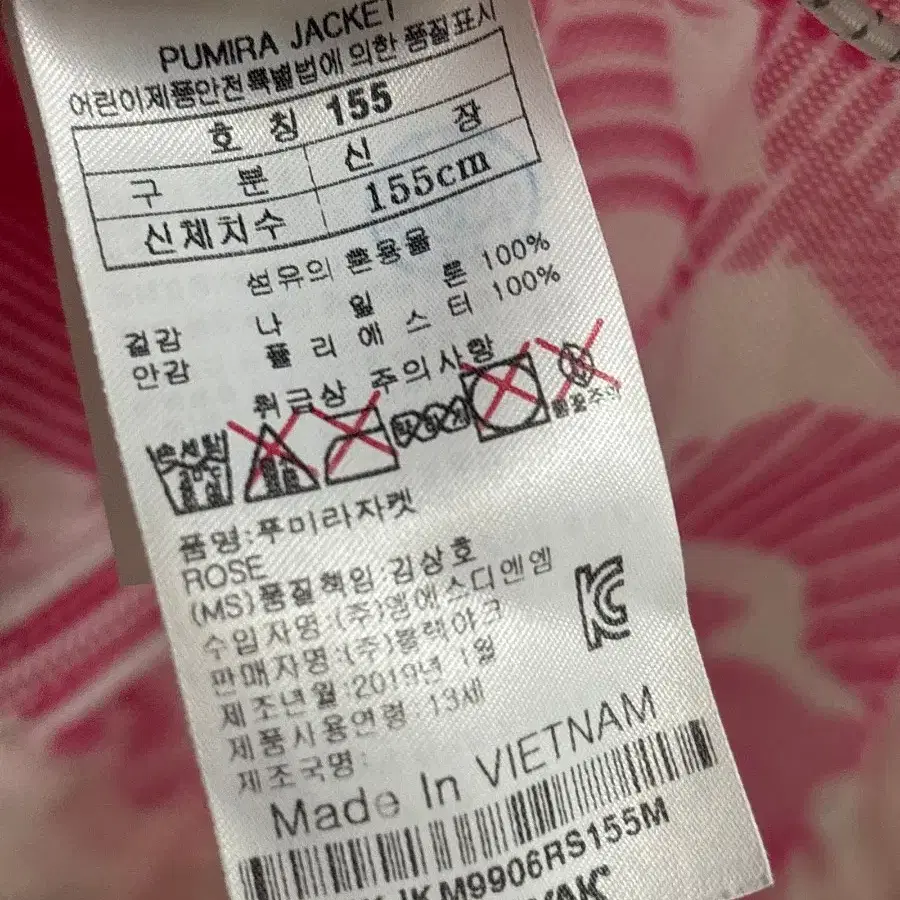 PUMIRA JACKET
어린이제품안전특별법에 의한 품질표시
호 칭 155
구 분 신 장
신체치수 155cm
섬유의 혼용율
겉감 나 일 론 100%
안감 폴 리 에 스 터 100%
취급상 주의사항
품명:푸미라자켓
ROSE
(MS)품질책임:김상호
수입자명:(주)엠에스디엔엠
판매자명:(주)블랙야크
제조년월:2019년 1월
제품사용연령:13세
제조국명:
Made In VIETNAM
M9906RS155M